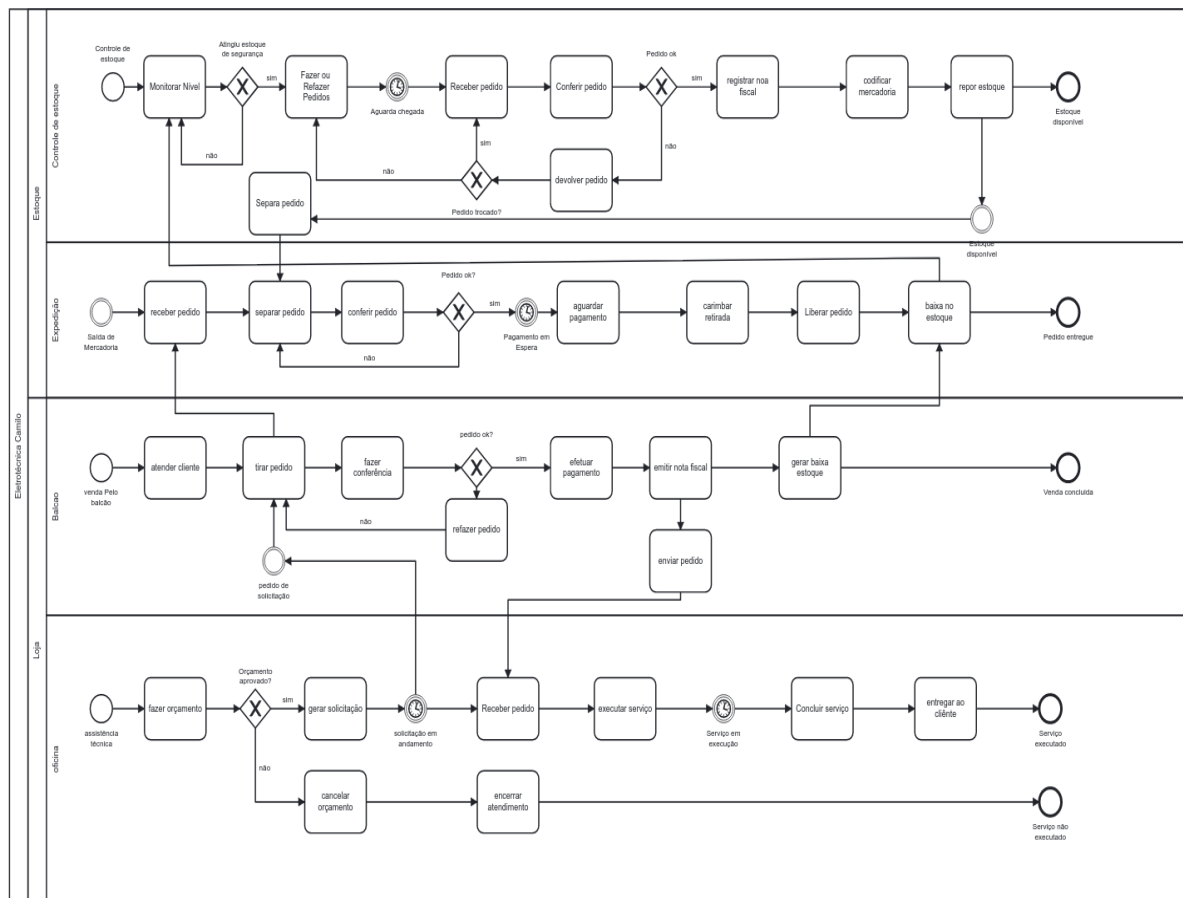 Eletrotécnica Camilo
Estoque
Controle de estoque
Controle de
estoque
Monitorar Nível
Atingiu estoque
de segurança
sim
não
Fazer ou
Refazer
Pedidos
Aguarda chegada
Receber pedido
Conferir pedido
Pedido ok
sim
não
registrar noa
fiscal
codificar
mercadoria
repor estoque
Estoque
disponível
devolver pedido
sim
não
Pedido trocado?
Separa pedido
Estoque
disponível
Expedição
Saída de
Mercadoria
receber pedido
separar pedido
conferir pedido
Pedido ok?
sim
não
Pagamento em
Espera
aguardar
pagamento
carimbar
retirada
Liberar pedido
baixa no
estoque
Pedido entregue
Loja
Balcao
venda Pelo
balcão
atender cliente
tirar pedido
fazer
conferência
pedido ok?
sim
não
refazer pedido
efetuar
pagamento
emitir nota fiscal
gerar baixa
estoque
Venda concluida
enviar pedido
pedido de
solicitação
oficina
assistência
técnica
fazer orçamento
Orçamento
aprovado?
sim
não
gerar solicitação
solicitação em
andamento
Receber pedido
executar serviço
Serviço em
execução
Concluir serviço
entregar ao
cliênte
Serviço
executado
cancelar
orçamento
encerrar
atendimento
Serviço não
executado